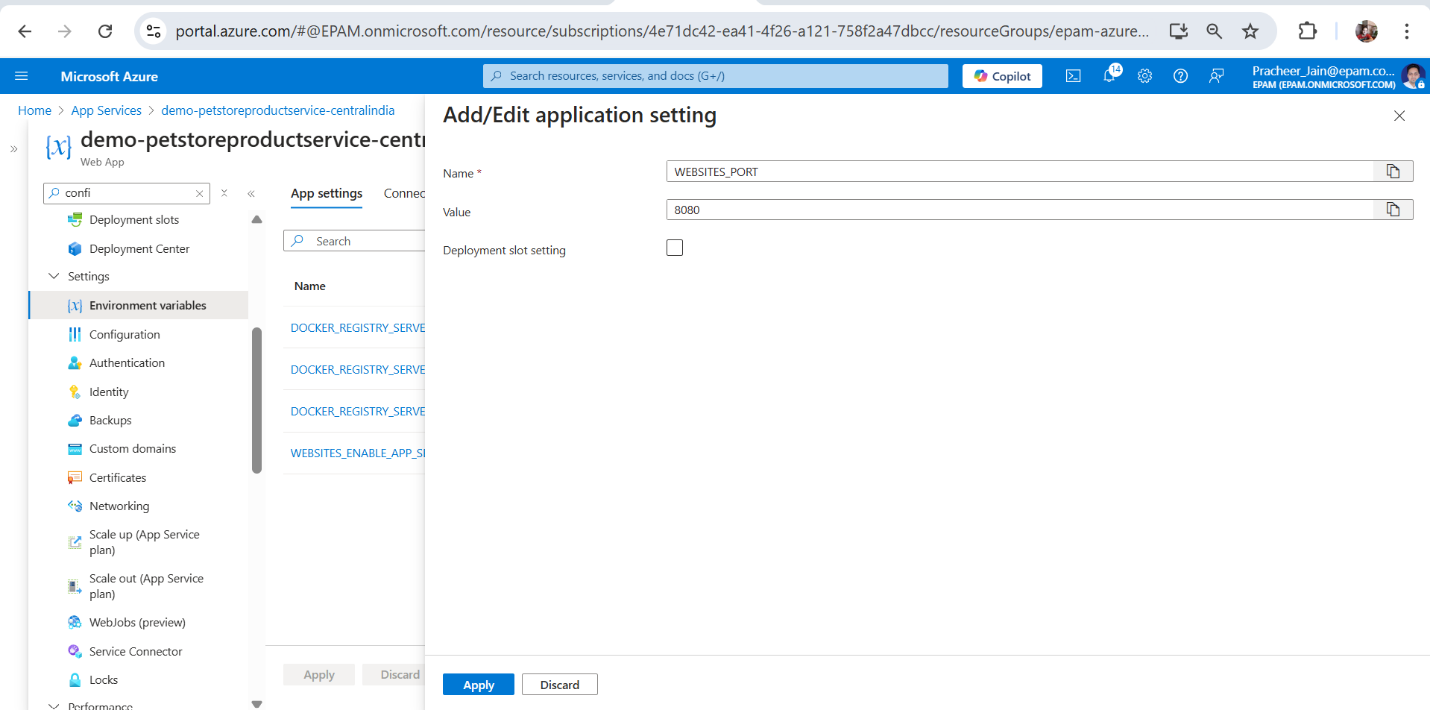 portal.azure.com/#@EPAM.onmicrosoft.com/resource/subscriptions/4e71dc42-ea41-4f26-a121-758f2a47dbcc/resourceGroups/epam-azure...
Microsoft Azure
Search resources, services, and docs (G+/)
Copilot
14
Pracheer_Jain@epam.co...
EPAM (EPAM.ONMICROSOFT.COM)
Home > App Services > demo-petstoreproductservice-centralindia
{x}
demo-petstoreproductservice-centr
Web App
confi
Deployment slots
Deployment Center
Settings
Environment variables
Configuration
Authentication
Identity
Backups
Custom domains
Certificates
Networking
Scale up (App Service
plan)
Scale out (App Service
plan)
WebJobs (preview)
Service Connector
Locks
Performance
App settings
Connec
Search
Name
DOCKER_REGISTRY_SERVE
DOCKER_REGISTRY_SERVE
DOCKER_REGISTRY_SERVE
WEBSITES_ENABLE_APP_SE
Apply
Discard
Add/Edit application setting
Name *
WEBSITES_PORT
Value
8080
Deployment slot setting
Apply
Discard